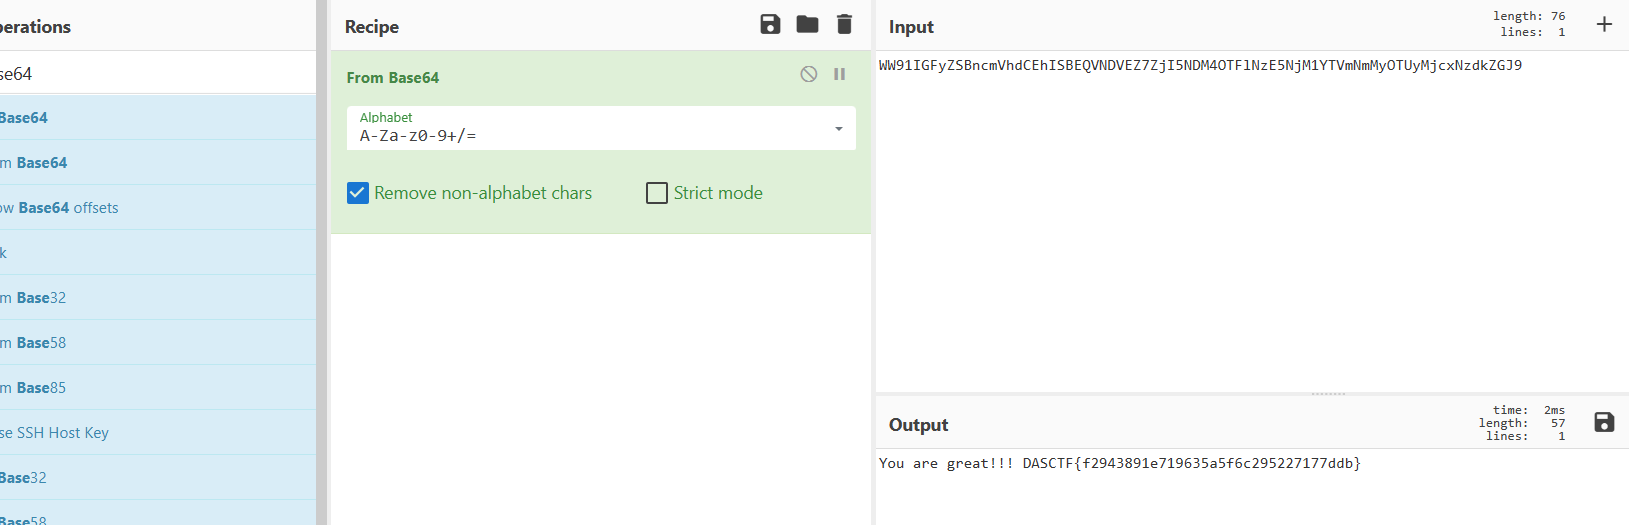 perations
se64
Base64
m Base64
ow Base64 offsets
k
m Base32
m Base58
m Base85
se SSH Host Key
Base32
Base58
Recipe
From Base64
Alphabet
A-Za-z0-9+/=
Remove non-alphabet chars
Strict mode
Input
length: 76
lines: 1
WW91IGFyZSBncmVhdCEhISBEQVNDVEZ7ZjI5NDM4OTFlNzE5NjM1YTVmNmMyOTUyMjcxNzdkZGJ9
Output
time: 2ms
length: 57
lines: 1
You are great!!! DASCTF{f2943891e719635a5f6c295227177ddb}